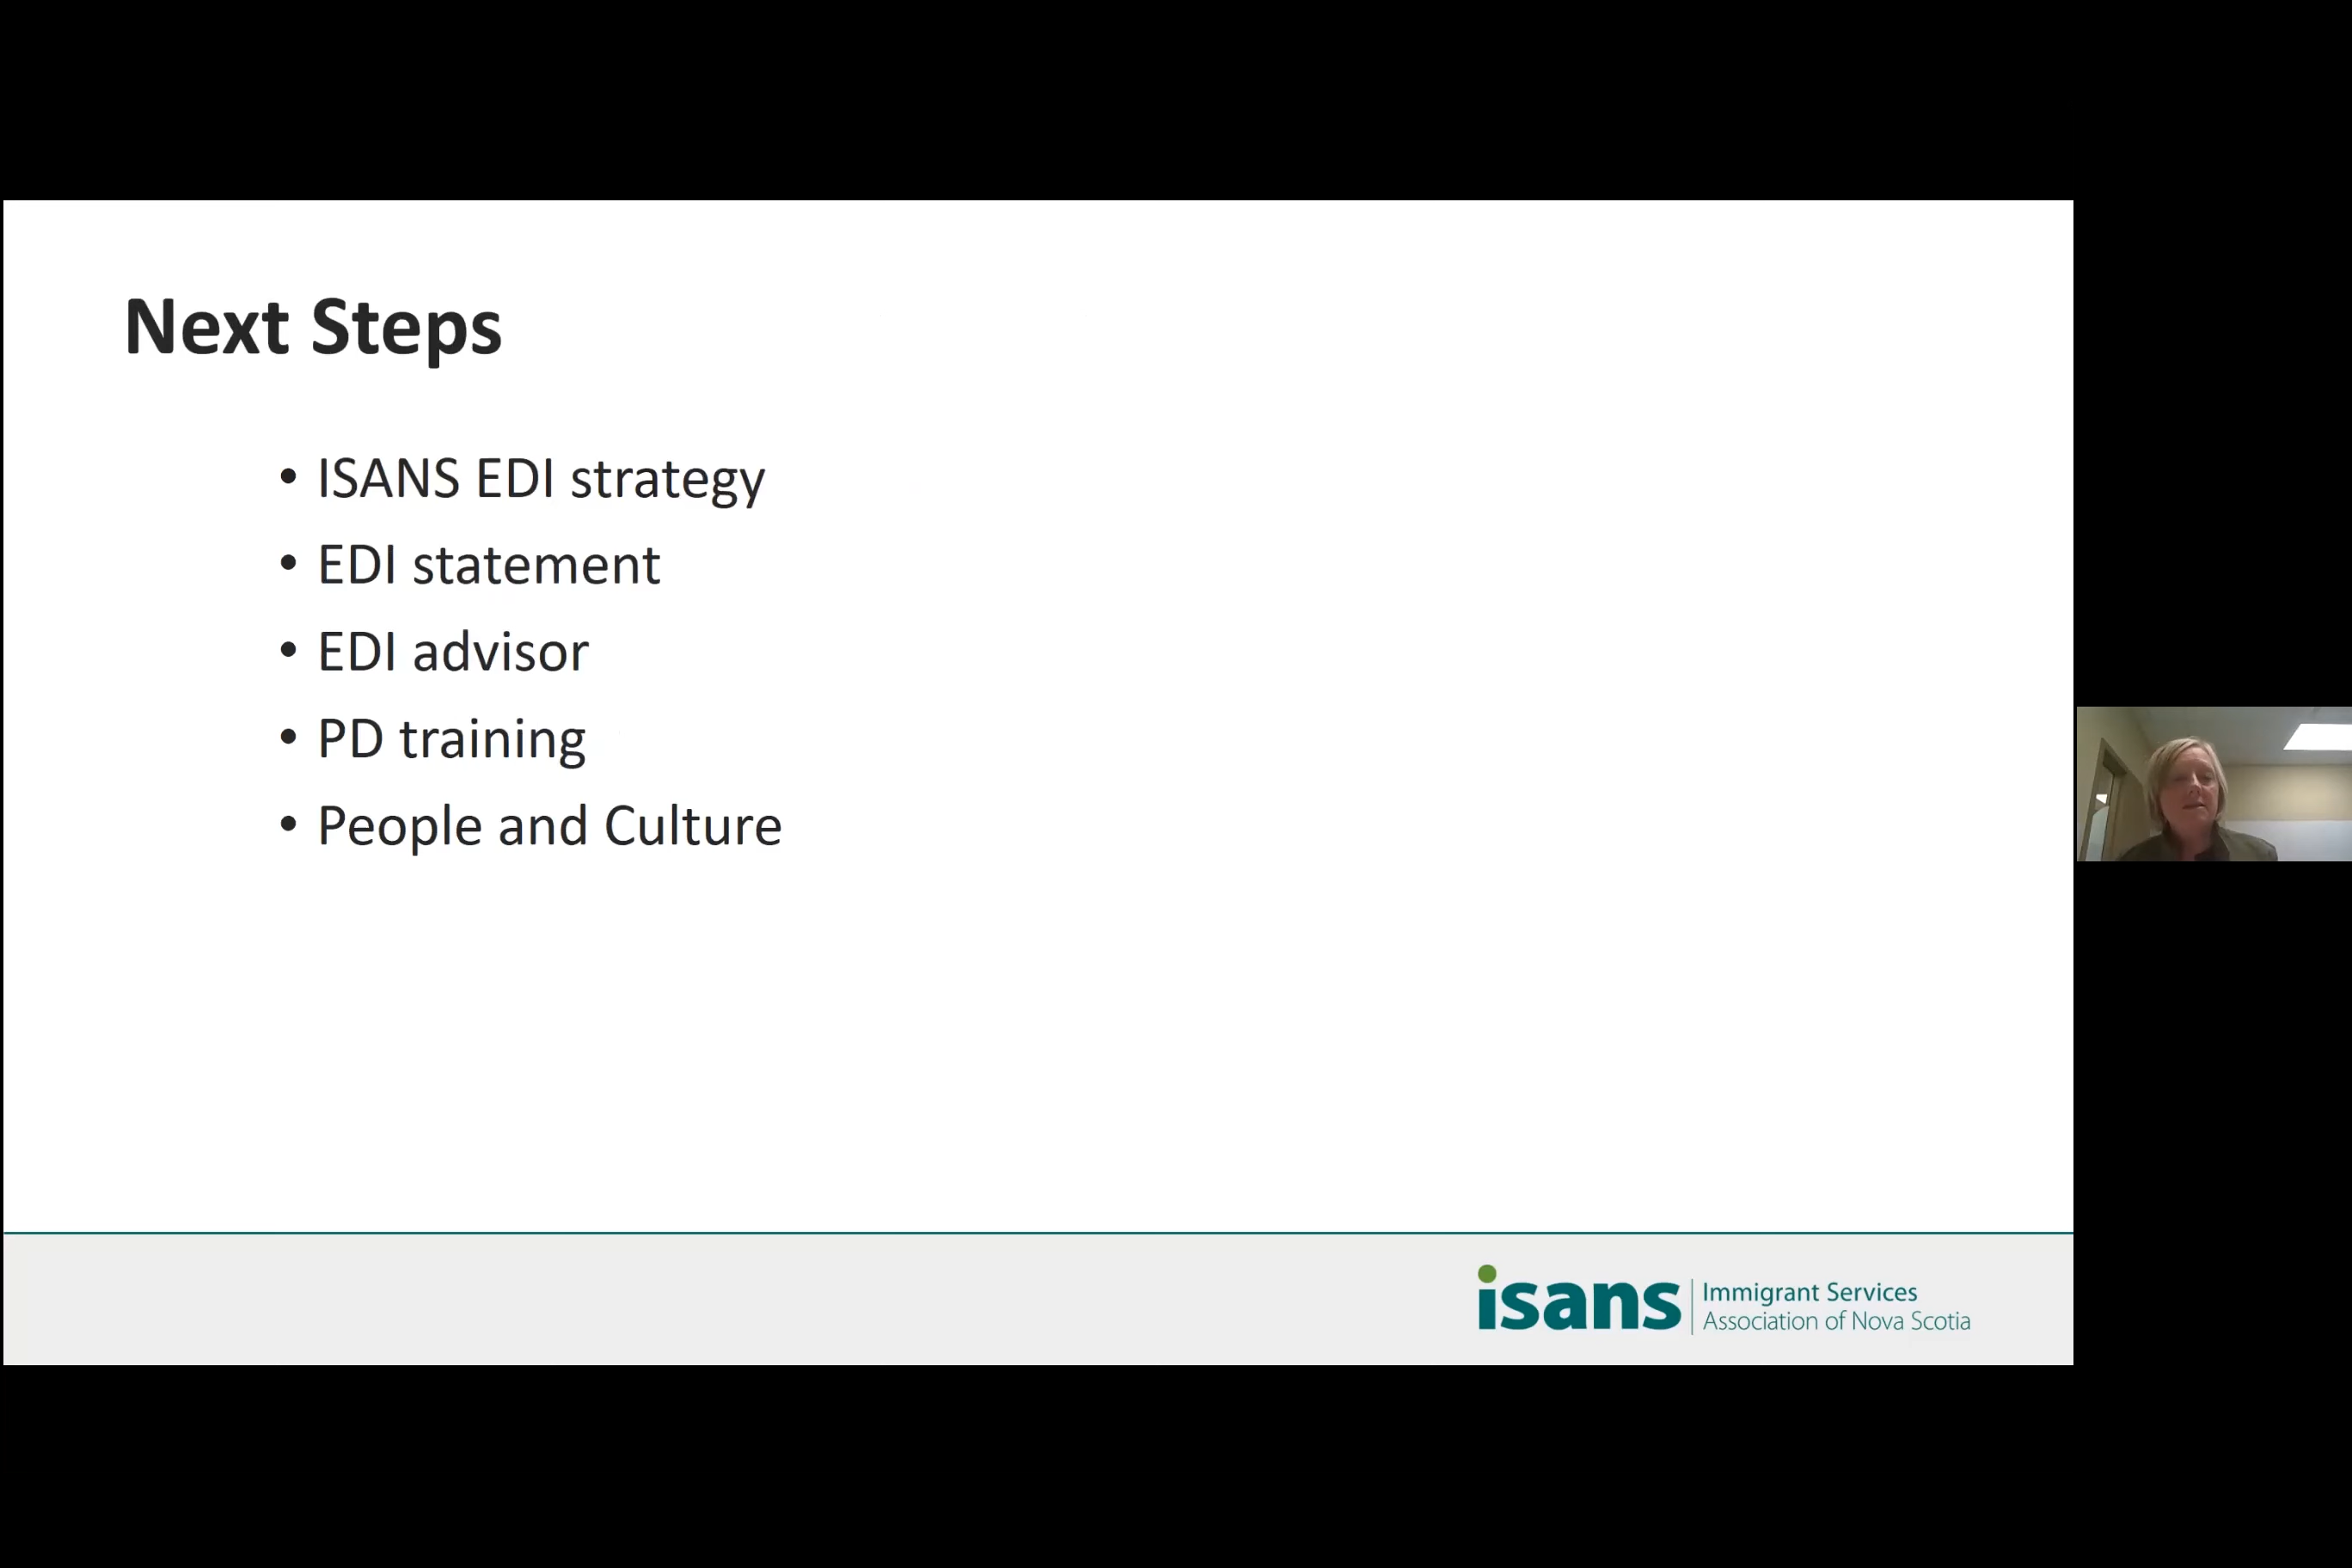 Next Steps
• ISANS EDI strategy
• EDI statement
• EDI advisor
• PD training
• People and Culture
isans
Immigrant Services
Association of Nova Scotia